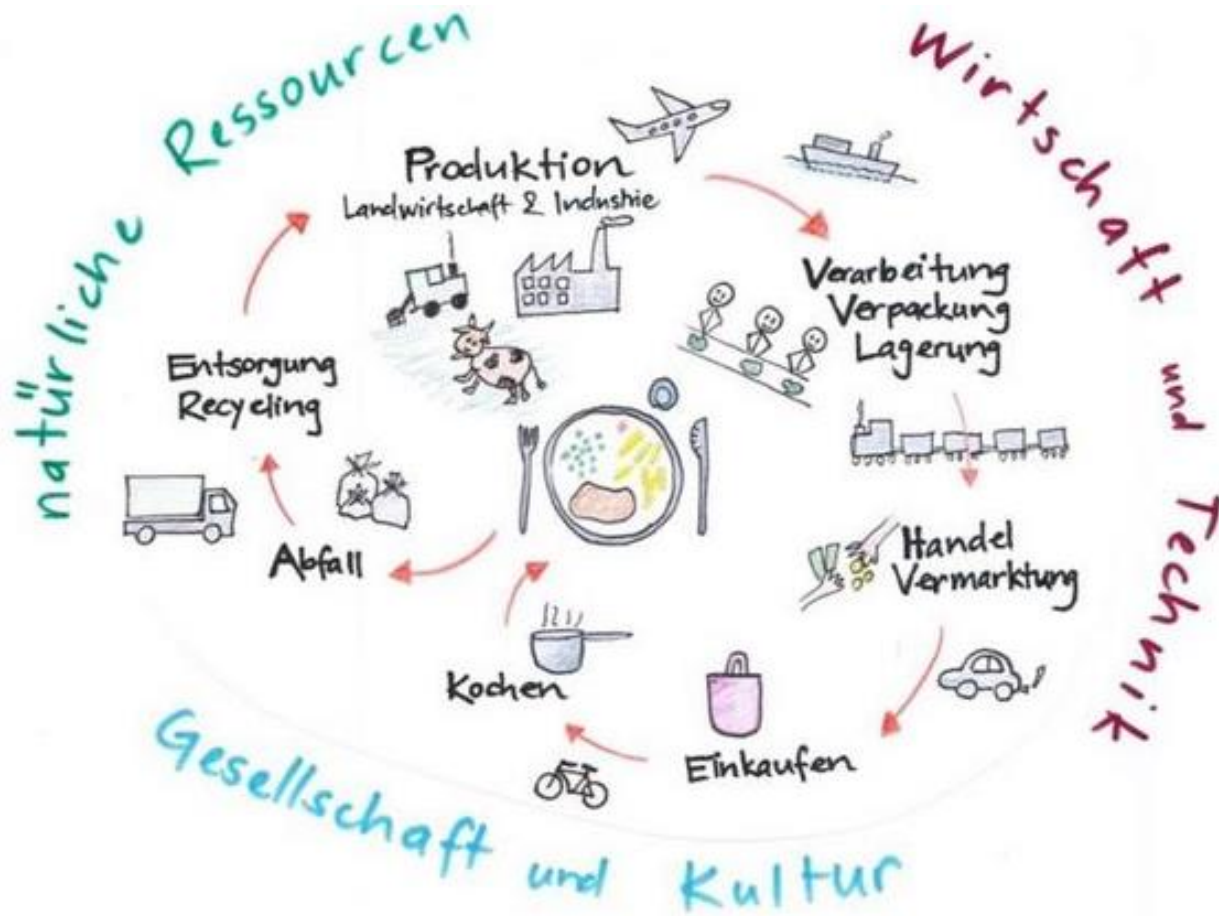 natürliche Ressourcen
Wirtschaft und Technik
Gesellschaft und Kultur
Produktion
Landwirtschaft & Industrie
Verarbeitung
Verpackung
Lagerung
Handel
Vermarktung
Einkaufen
Kochen
Abfall
Entsorgung
Recycling